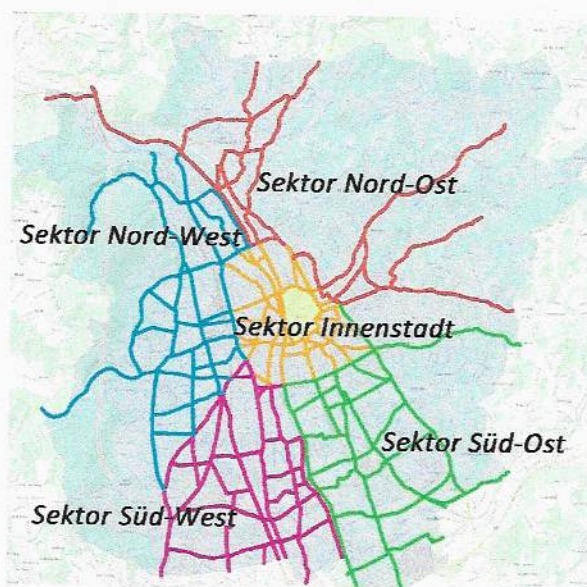 Sektor Nord-Ost
Sektor Nord-West
Sektor Innenstadt
Sektor Süd-Ost
Sektor Süd-West